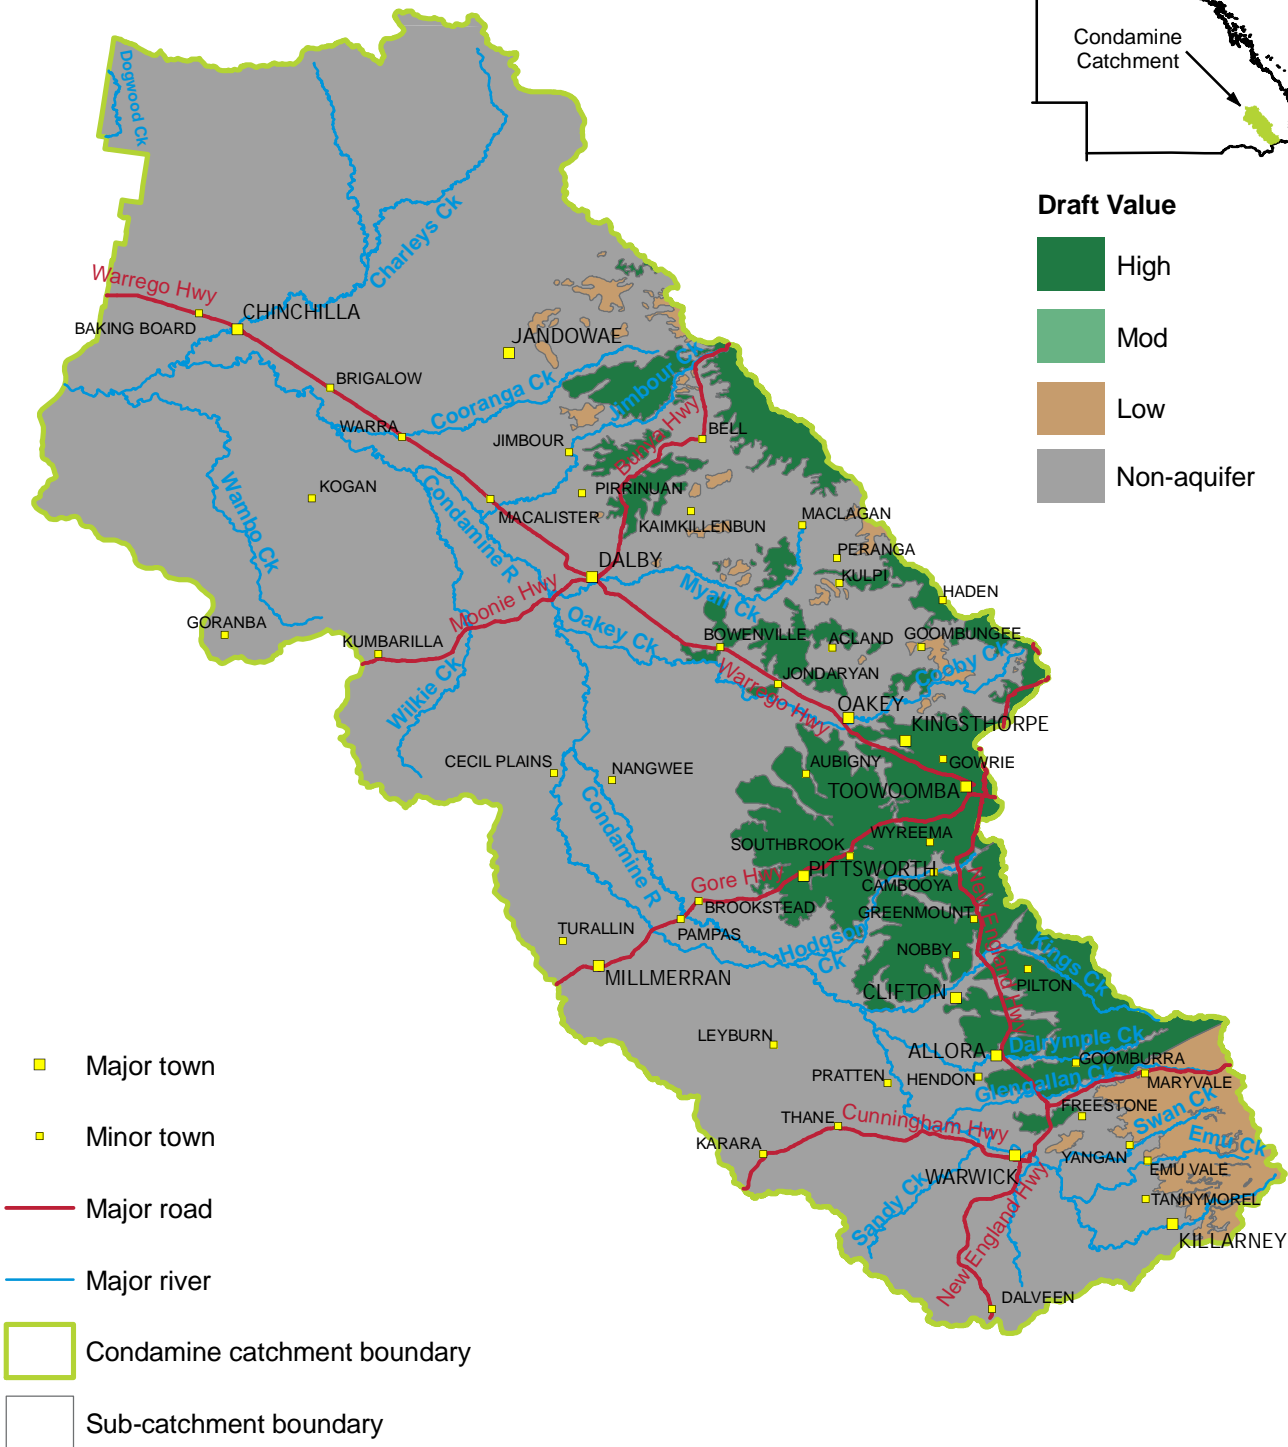 Condamine
Catchment
Draft Value
High
Mod
Low
Non-aquifer
Dogwood Ck
Charleys Ck
Warrego Hwy
CHINCHILLA
BAKING BOARD
JANDOWAE
BRIGALOW
Cooranga Ck
Jimbour Ck
WARRA
JIMBOUR
Bunya Hwy
BELL
KOGAN
Wambo Ck
Condamine R
PIRRINUAN
MACALISTER
KAIMKILLENBUN
MACLAGAN
DALBY
PERANGA
KULPI
Myall Ck
HADEN
Moonie Hwy
Oakey Ck
GORANBA
KUMBARILLA
BOWENVILLE
ACLAND
GOOMBUNGEE
Cooby Ck
Wilkie Ck
Warrego Hwy
JONDARYAN
OAKEY
KINGSTHORPE
CECIL PLAINS
NANGWEE
AUBIGNY
GOWRIE
TOOWOOMBA
Condamine R
WYREEMA
SOUTHBROOK
Gore Hwy
PITTSWORTH
CAMBOOYA
BROOKSTEAD
GREENMOUNT
New England Hwy
TURALLIN
PAMPAS
Hodgson
Ck
NOBBY
Kings Ck
MILLMERRAN
CLIFTON
PILTON
LEYBURN
ALLORA
Dalrymple Ck
GOOMBURRA
PRATTEN
HENDON
Glengallan Ck
MARYVALE
THANE
Cunningham Hwy
FREESTONE
Swan Ck
KARARA
Emu Ck
YANGAN
WARWICK
EMU VALE
Sandy Ck
TANNYMOREL
New England Hwy
KILLARNEY
DALVEEN
Major town
Minor town
Major road
Major river
Condamine catchment boundary
Sub-catchment boundary